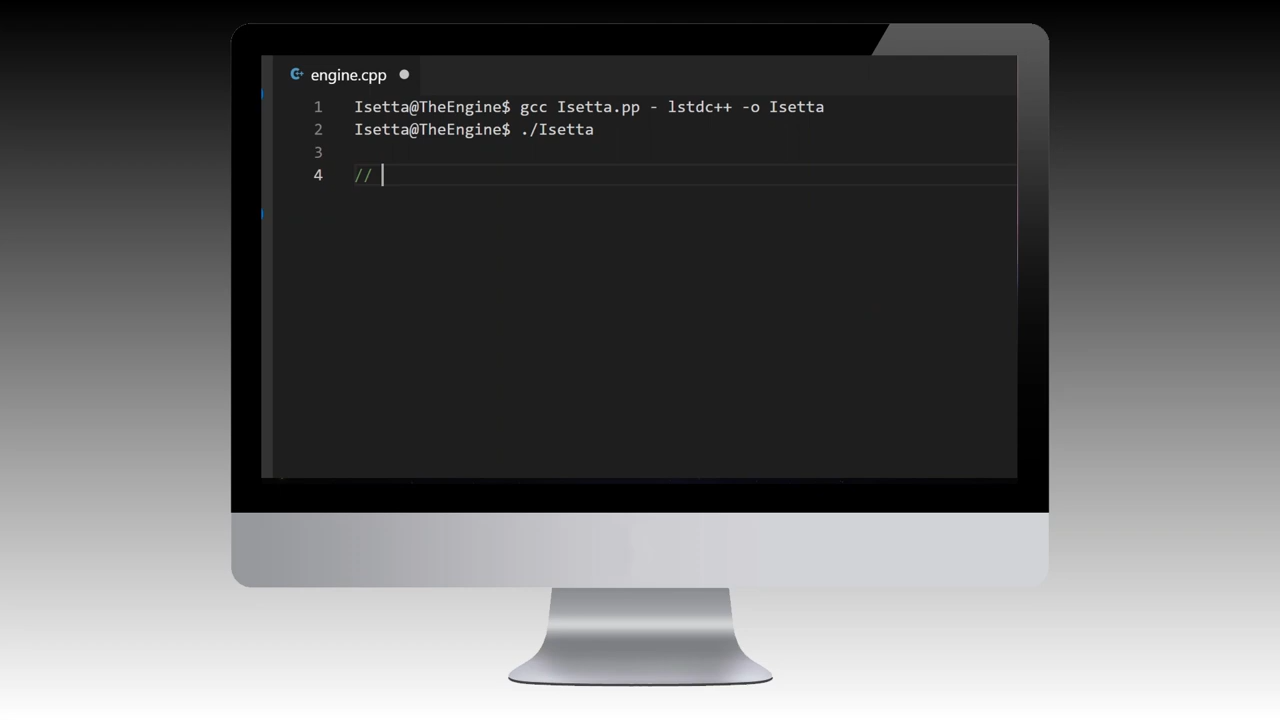 engine.cpp
1 Isetta@TheEngine$ gcc Isetta.pp - lstdc++ -o Isetta
2 Isetta@TheEngine$ ./Isetta
3
4 //